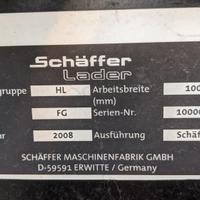 Schäffer
Lader
gruppe HL Arbeitsbreite 100
(mm)
FG Serien-Nr. 1000
hr 2008 Ausführung Schäf
SCHÄFFER MASCHINENFABRIK GMBH
D-59591 ERWITTE / Germany